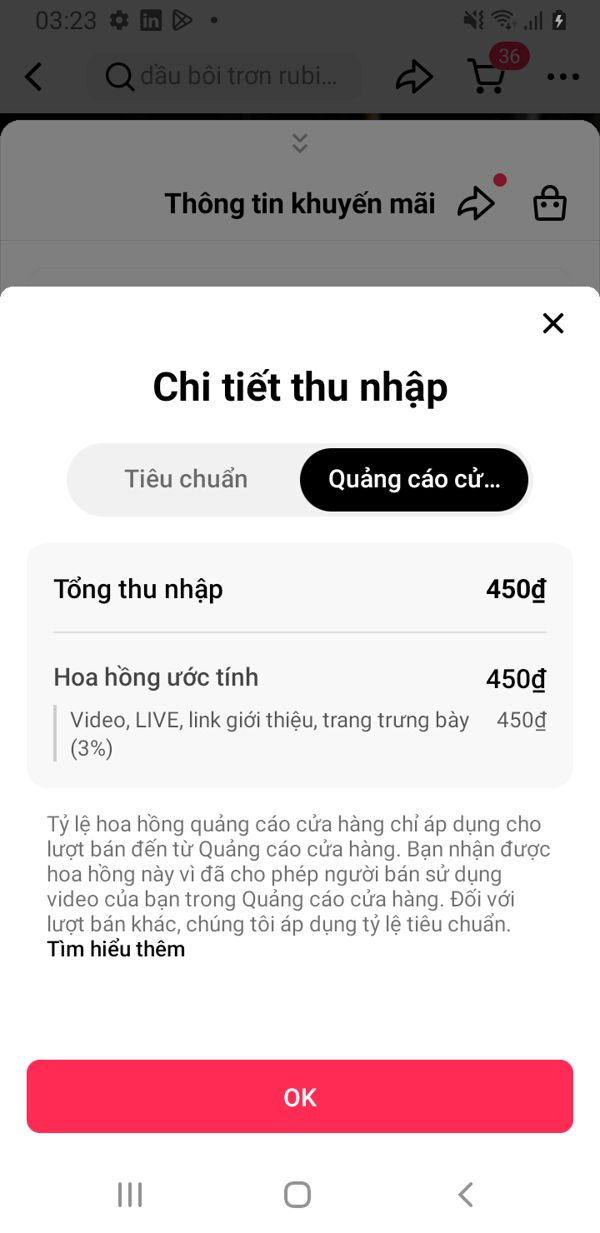 03:23
dầu bôi trơn rubi...
36
Thông tin khuyến mãi
Chi tiết thu nhập
Tiêu chuẩn
Quảng cáo cử...
Tổng thu nhập
450₫
Hoa hồng ước tính
450₫
Video, LIVE, link giới thiệu, trang trưng bày
450₫
(3%)
Tỷ lệ hoa hồng quảng cáo cửa hàng chỉ áp dụng cho
lượt bán đến từ Quảng cáo cửa hàng. Bạn nhận được
hoa hồng này vì đã cho phép người bán sử dụng
video của bạn trong Quảng cáo cửa hàng. Đối với
lượt bán khác, chúng tôi áp dụng tỷ lệ tiêu chuẩn.
Tìm hiểu thêm
OK